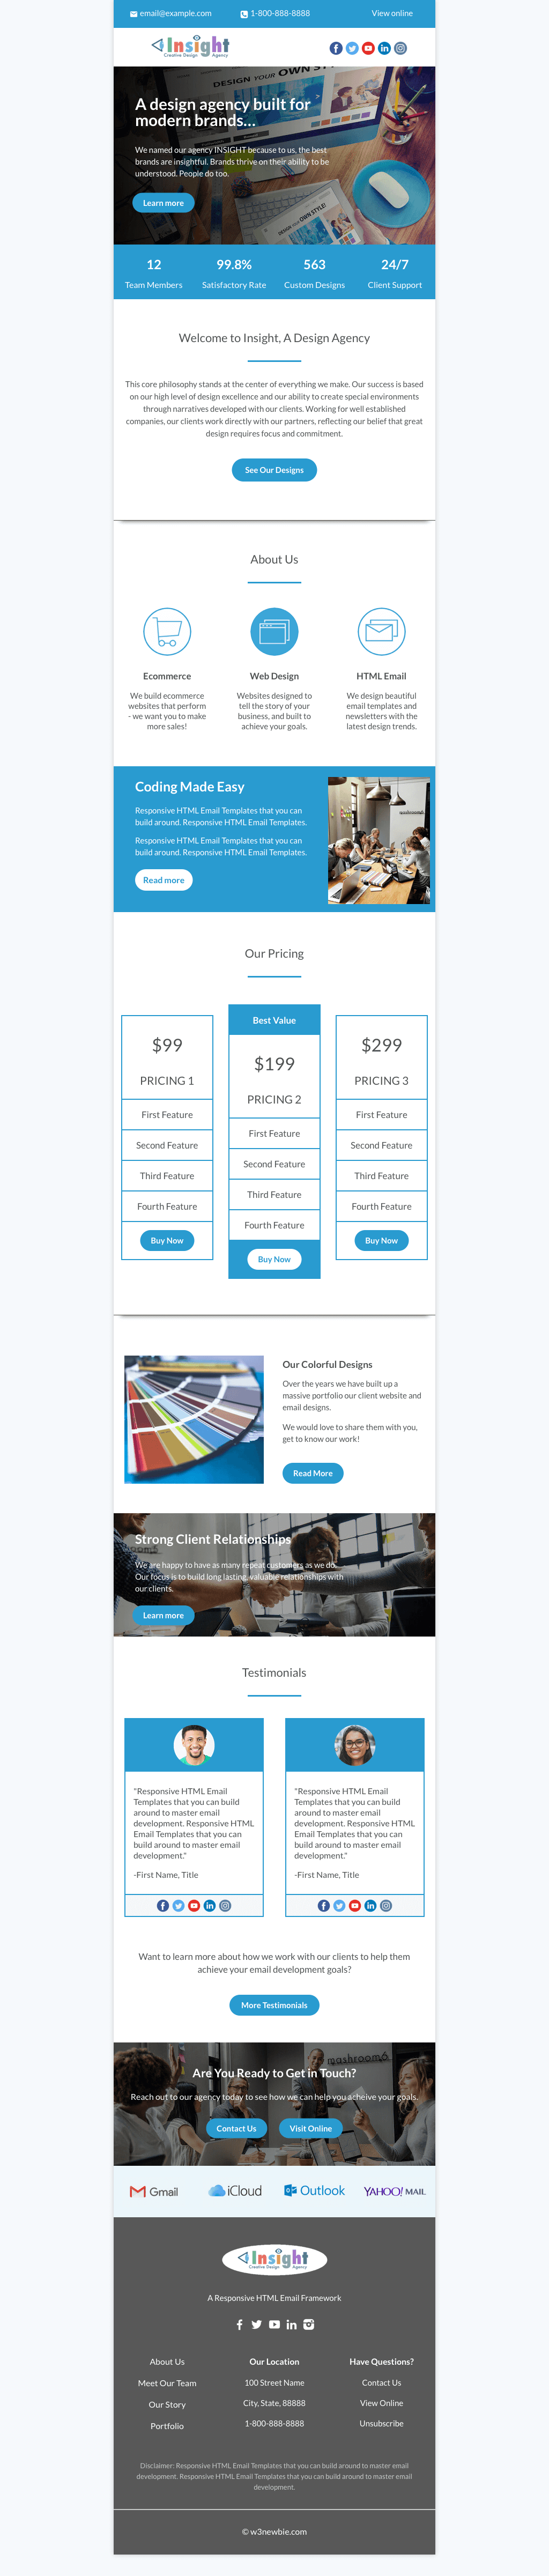 email@example.com 1-800-888-8888 View online
Insight
Creative Design Agency
A design agency built for
modern brands...
We named our agency INSIGHT because to us, the best
brands are insightful. Brands thrive on their ability to be
understood. People do too.
Learn more
12 99.8% 563 24/7
Team Members Satisfactory Rate Custom Designs Client Support
Welcome to Insight, A Design Agency
This core philosophy stands at the center of everything we make. Our success is based
on our high level of design excellence and our ability to create special environments
through narratives developed with our clients. Working for well established
companies, our clients work directly with our partners, reflecting our belief that great
design requires focus and commitment.
See Our Designs
About Us
Ecommerce
We build ecommerce
websites that perform
- we want you to make
more sales!
Web Design
Websites designed to
tell the story of your
business, and built to
achieve your goals.
HTML Email
We design beautiful
email templates and
newsletters with the
latest design trends.
Coding Made Easy
Responsive HTML Email Templates that you can
build around. Responsive HTML Email Templates.
Responsive HTML Email Templates that you can
build around. Responsive HTML Email Templates.
Read more
Our Pricing
$99
PRICING 1
First Feature
Second Feature
Third Feature
Fourth Feature
Buy Now
Best Value
$199
PRICING 2
First Feature
Second Feature
Third Feature
Fourth Feature
Buy Now
$299
PRICING 3
First Feature
Second Feature
Third Feature
Fourth Feature
Buy Now
Our Colorful Designs
Over the years we have built up a
massive portfolio our client website and
email designs.
We would love to share them with you,
get to know our work!
Read More
Strong Client Relationships
We are happy to have as many repeat customers as we do.
Our focus is to build long lasting, valuable relationships with
our clients.
Learn more
Testimonials
"Responsive HTML Email
Templates that you can build
around to master email
development. Responsive HTML
Email Templates that you can
build around to master email
development."
-First Name, Title
"Responsive HTML Email
Templates that you can build
around to master email
development. Responsive HTML
Email Templates that you can
build around to master email
development."
-First Name, Title
Want to learn more about how we work with our clients to help them
achieve your email development goals?
More Testimonials
mashroom6
Are You Ready to Get in Touch?
Reach out to our agency today to see how we can help you acheive your goals.
Contact Us Visit Online
Gmail iCloud Outlook YAHOO! MAIL
Insight
Creative Design Agency
A Responsive HTML Email Framework
About Us
Meet Our Team
Our Story
Portfolio
Our Location
100 Street Name
City, State, 88888
1-800-888-8888
Have Questions?
Contact Us
View Online
Unsubscribe
Disclaimer: Responsive HTML Email Templates that you can build around to master email
development. Responsive HTML Email Templates that you can build around to master email
development.
© w3newbie.com